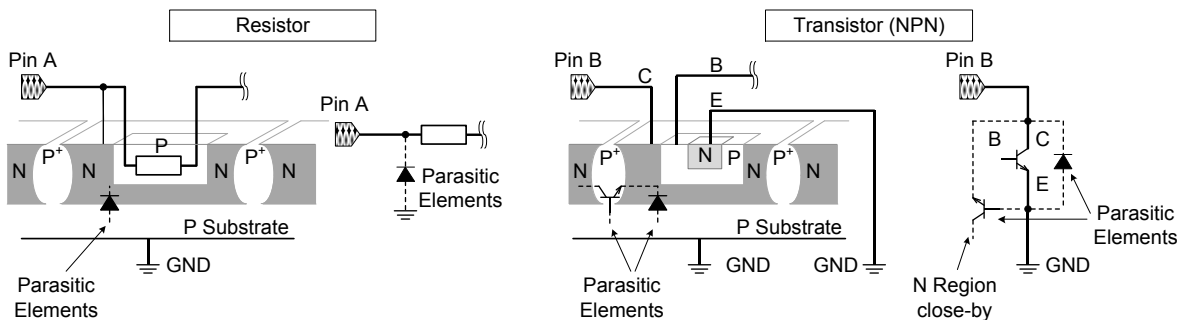 Resistor
Transistor (NPN)
Pin A
Pin A
N P+ N P N P+ N
Parasitic
Elements
P Substrate
GND
Parasitic
Elements
Pin B
C
B
E
N P+ N N P N P+ N
P Substrate
GND
GND
Parasitic
Elements
Pin B
B
C
E
Parasitic
Elements
GND
N Region
close-by